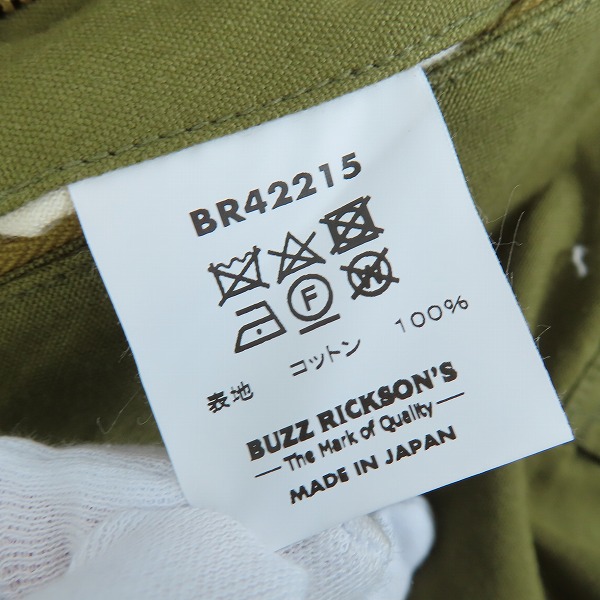 BR42215
F W
表地 コットン 100%
BUZZ RICKSON'S
The Mark of Quality
MADE IN JAPAN